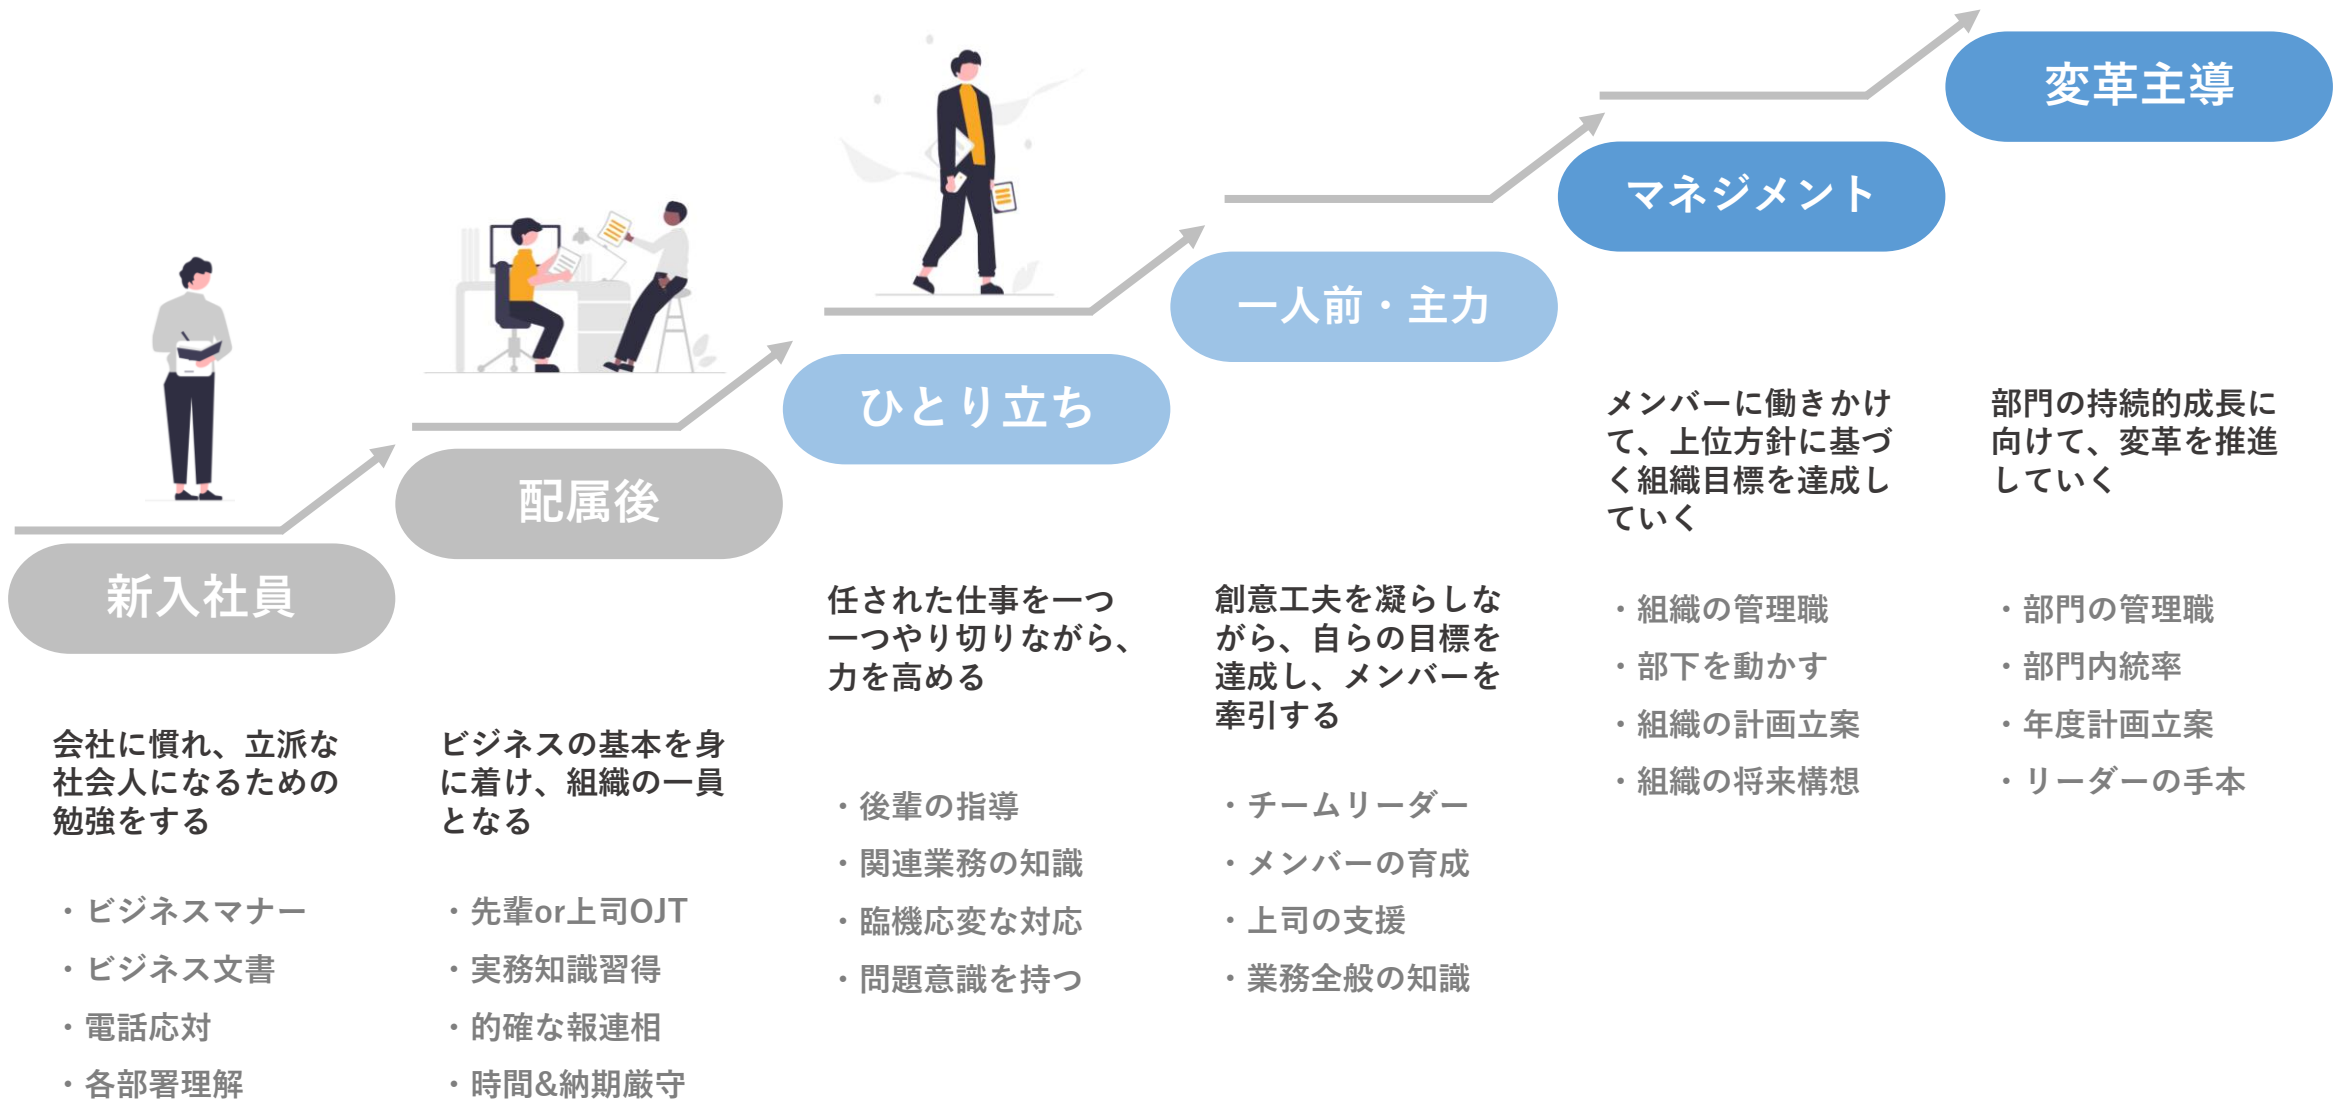 新入社員
会社に慣れ、立派な
社会人になるための
勉強をする
・ビジネスマナー
・ビジネス文書
・電話応対
・各部署理解
配属後
ビジネスの基本を身
に着け、組織の一員
となる
・先輩or上司OJT
・実務知識習得
・的確な報連相
・時間&納期厳守
ひとり立ち
任された仕事を一つ
一つやり切りながら、
力を高める
・後輩の指導
・関連業務の知識
・臨機応変な対応
・問題意識を持つ
一人前・主力
創意工夫を凝らしな
がら、自らの目標を
達成し、メンバーを
牽引する
・チームリーダー
・メンバーの育成
・上司の支援
・業務全般の知識
マネジメント
メンバーに働きかけ
て、上位方針に基づ
く組織目標を達成し
ていく
・組織の管理職
・部下を動かす
・組織の計画立案
・組織の将来構想
変革主導
部門の持続的成長に
向けて、変革を推進
していく
・部門の管理職
・部門内統率
・年度計画立案
・リーダーの手本